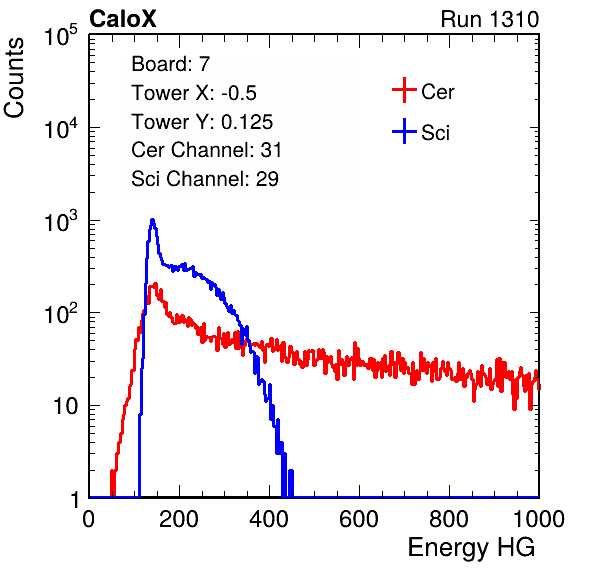 CaloX Run 1310
Counts
10^5
10^4
10^3
10^2
10
1
Board: 7
Tower X: -0.5
Tower Y: 0.125
Cer Channel: 31
Sci Channel: 29
Cer
Sci
0 200 400 600 800 1000
Energy HG